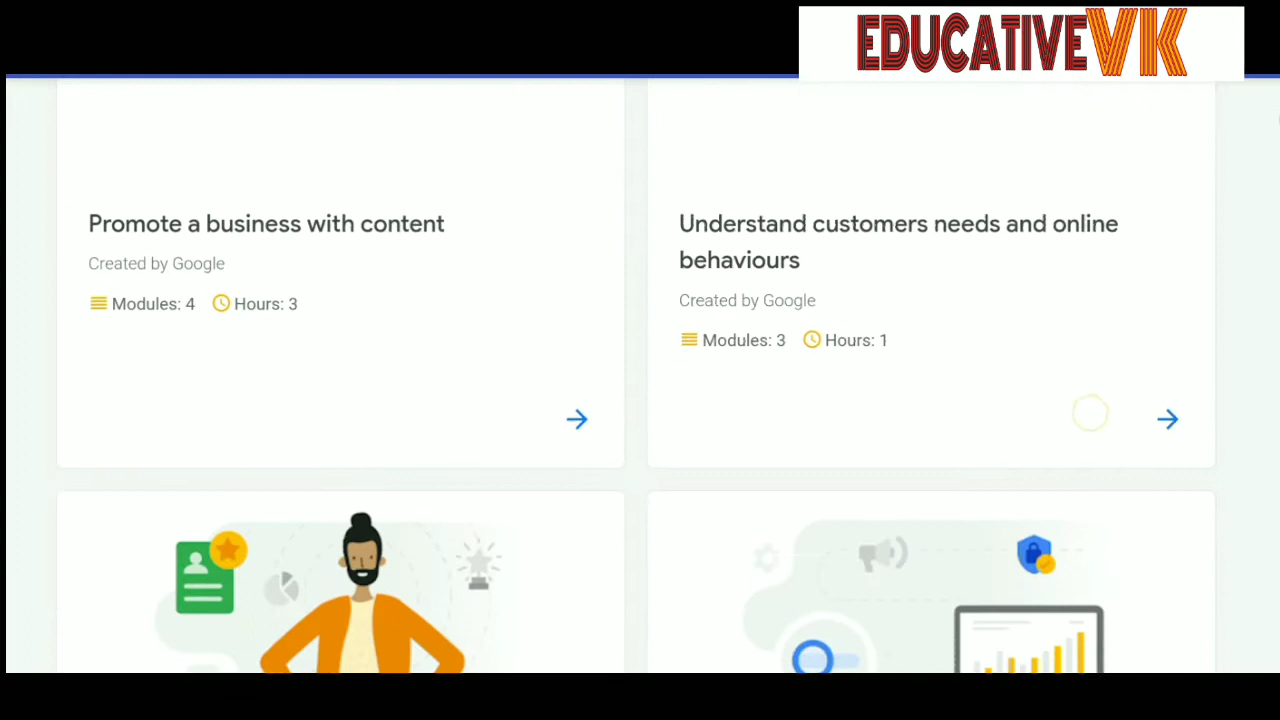 EDUCATIVEVK
Promote a business with content
Created by Google
Modules: 4 Hours: 3
Understand customers needs and online
behaviours
Created by Google
Modules: 3 Hours: 1